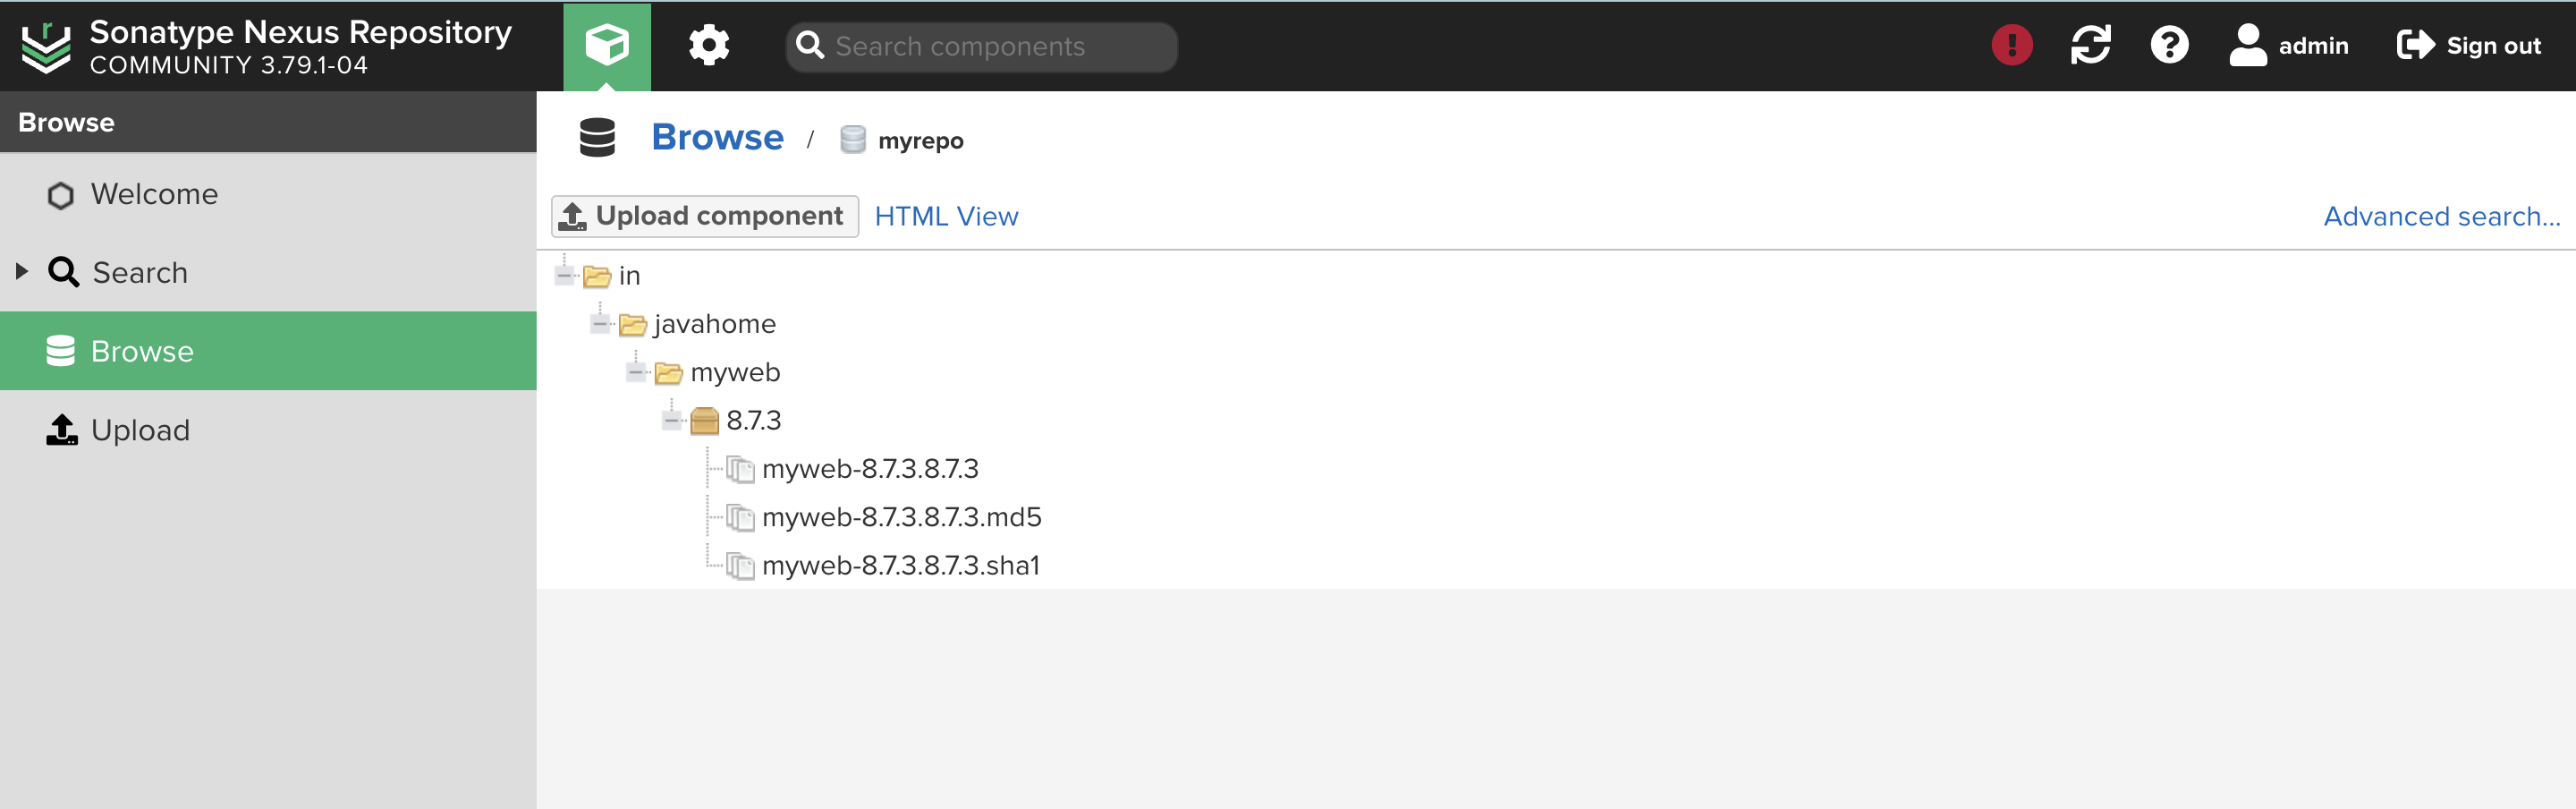 Sonatype Nexus Repository
COMMUNITY 3.79.1-04
Search components
admin
Sign out
Browse
Welcome
Search
Browse
Upload
Browse / myrepo
Upload component
HTML View
Advanced search...
in
javahome
myweb
8.7.3
myweb-8.7.3.8.7.3
myweb-8.7.3.8.7.3.md5
myweb-8.7.3.8.7.3.sha1